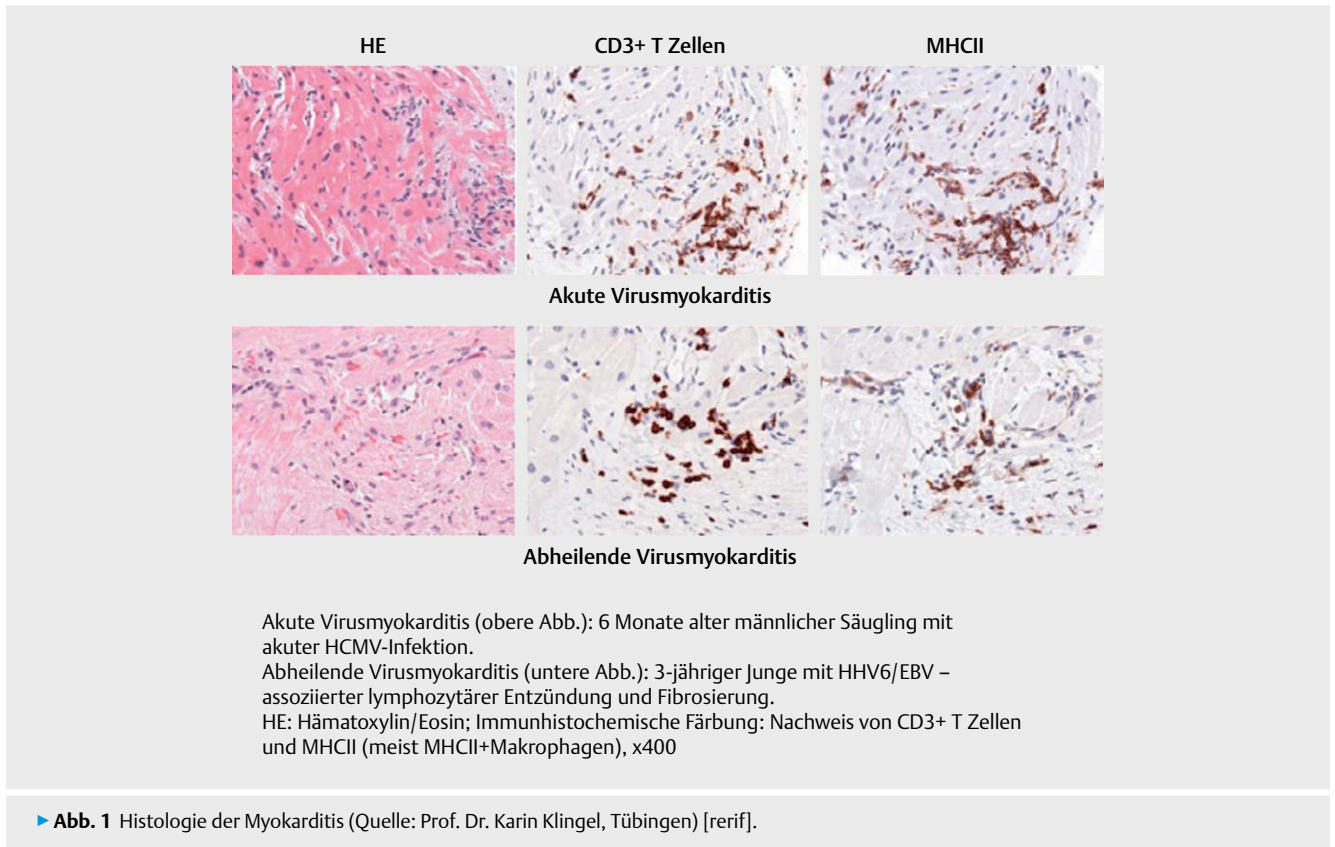 HE CD3+ T Zellen MHCII
Akute Virusmyokarditis
Abheilende Virusmyokarditis
Akute Virusmyokarditis (obere Abb.): 6 Monate alter männlicher Säugling mit
akuter HCMV-Infektion.
Abheilende Virusmyokarditis (untere Abb.): 3-jähriger Junge mit HHV6/EBV –
assoziierter lymphozytärer Entzündung und Fibrosierung.
HE: Hämatoxylin/Eosin; Immunhistochemische Färbung: Nachweis von CD3+ T Zellen
und MHCII (meist MHCII+Makrophagen), x400
▶ Abb. 1 Histologie der Myokarditis (Quelle: Prof. Dr. Karin Klingel, Tübingen) [rerif].